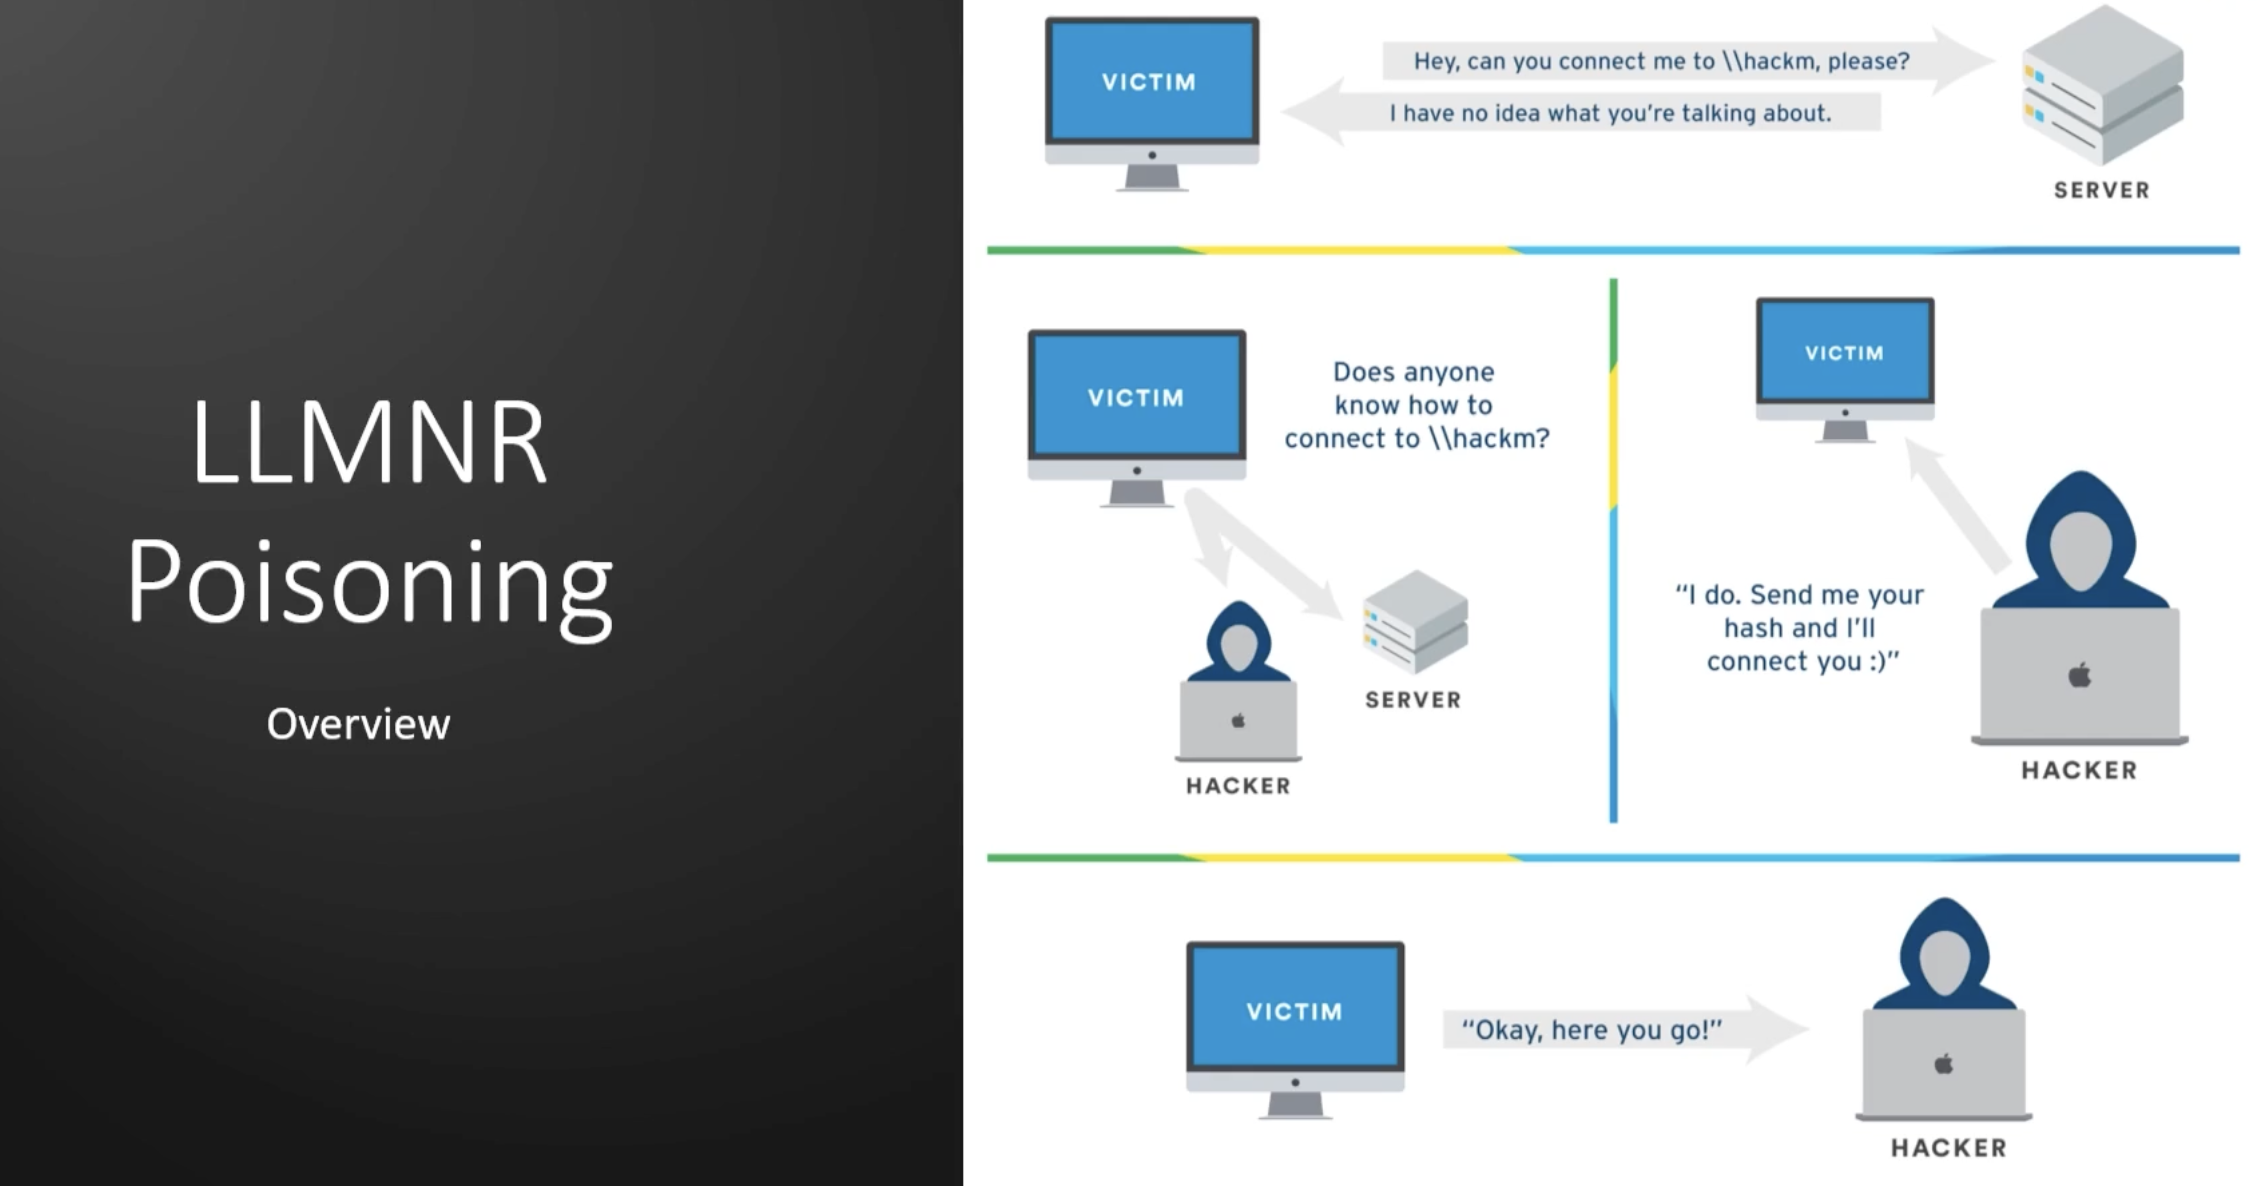 LLMNR
Poisoning
Overview
VICTIM
Hey, can you connect me to \\hackm, please?
I have no idea what you're talking about.
SERVER
VICTIM
Does anyone
know how to
connect to \\hackm?
SERVER
HACKER
VICTIM
“I do. Send me your
hash and I'll
connect you :)”
HACKER
VICTIM
“Okay, here you go!”
HACKER